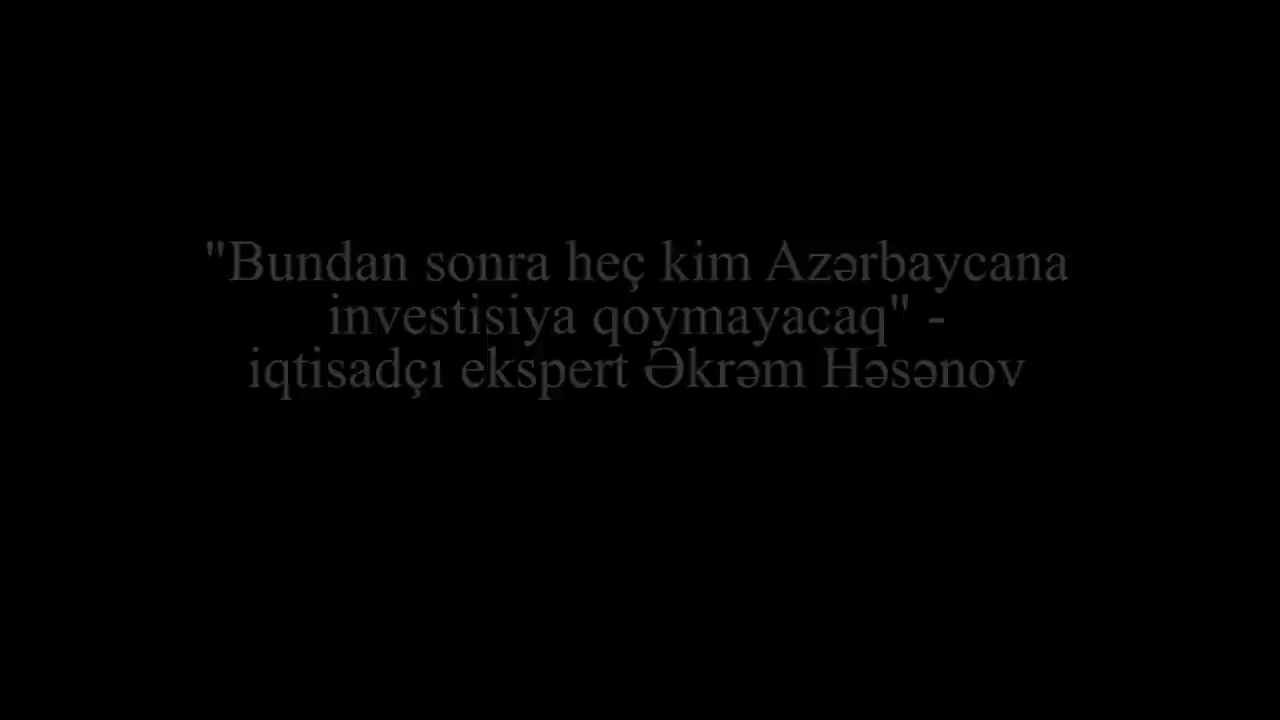 "Bundan sonra heç kim Azərbaycana
investisiya qoymayacaq" -
iqtisadçı ekspert Əkrəm Həsənov